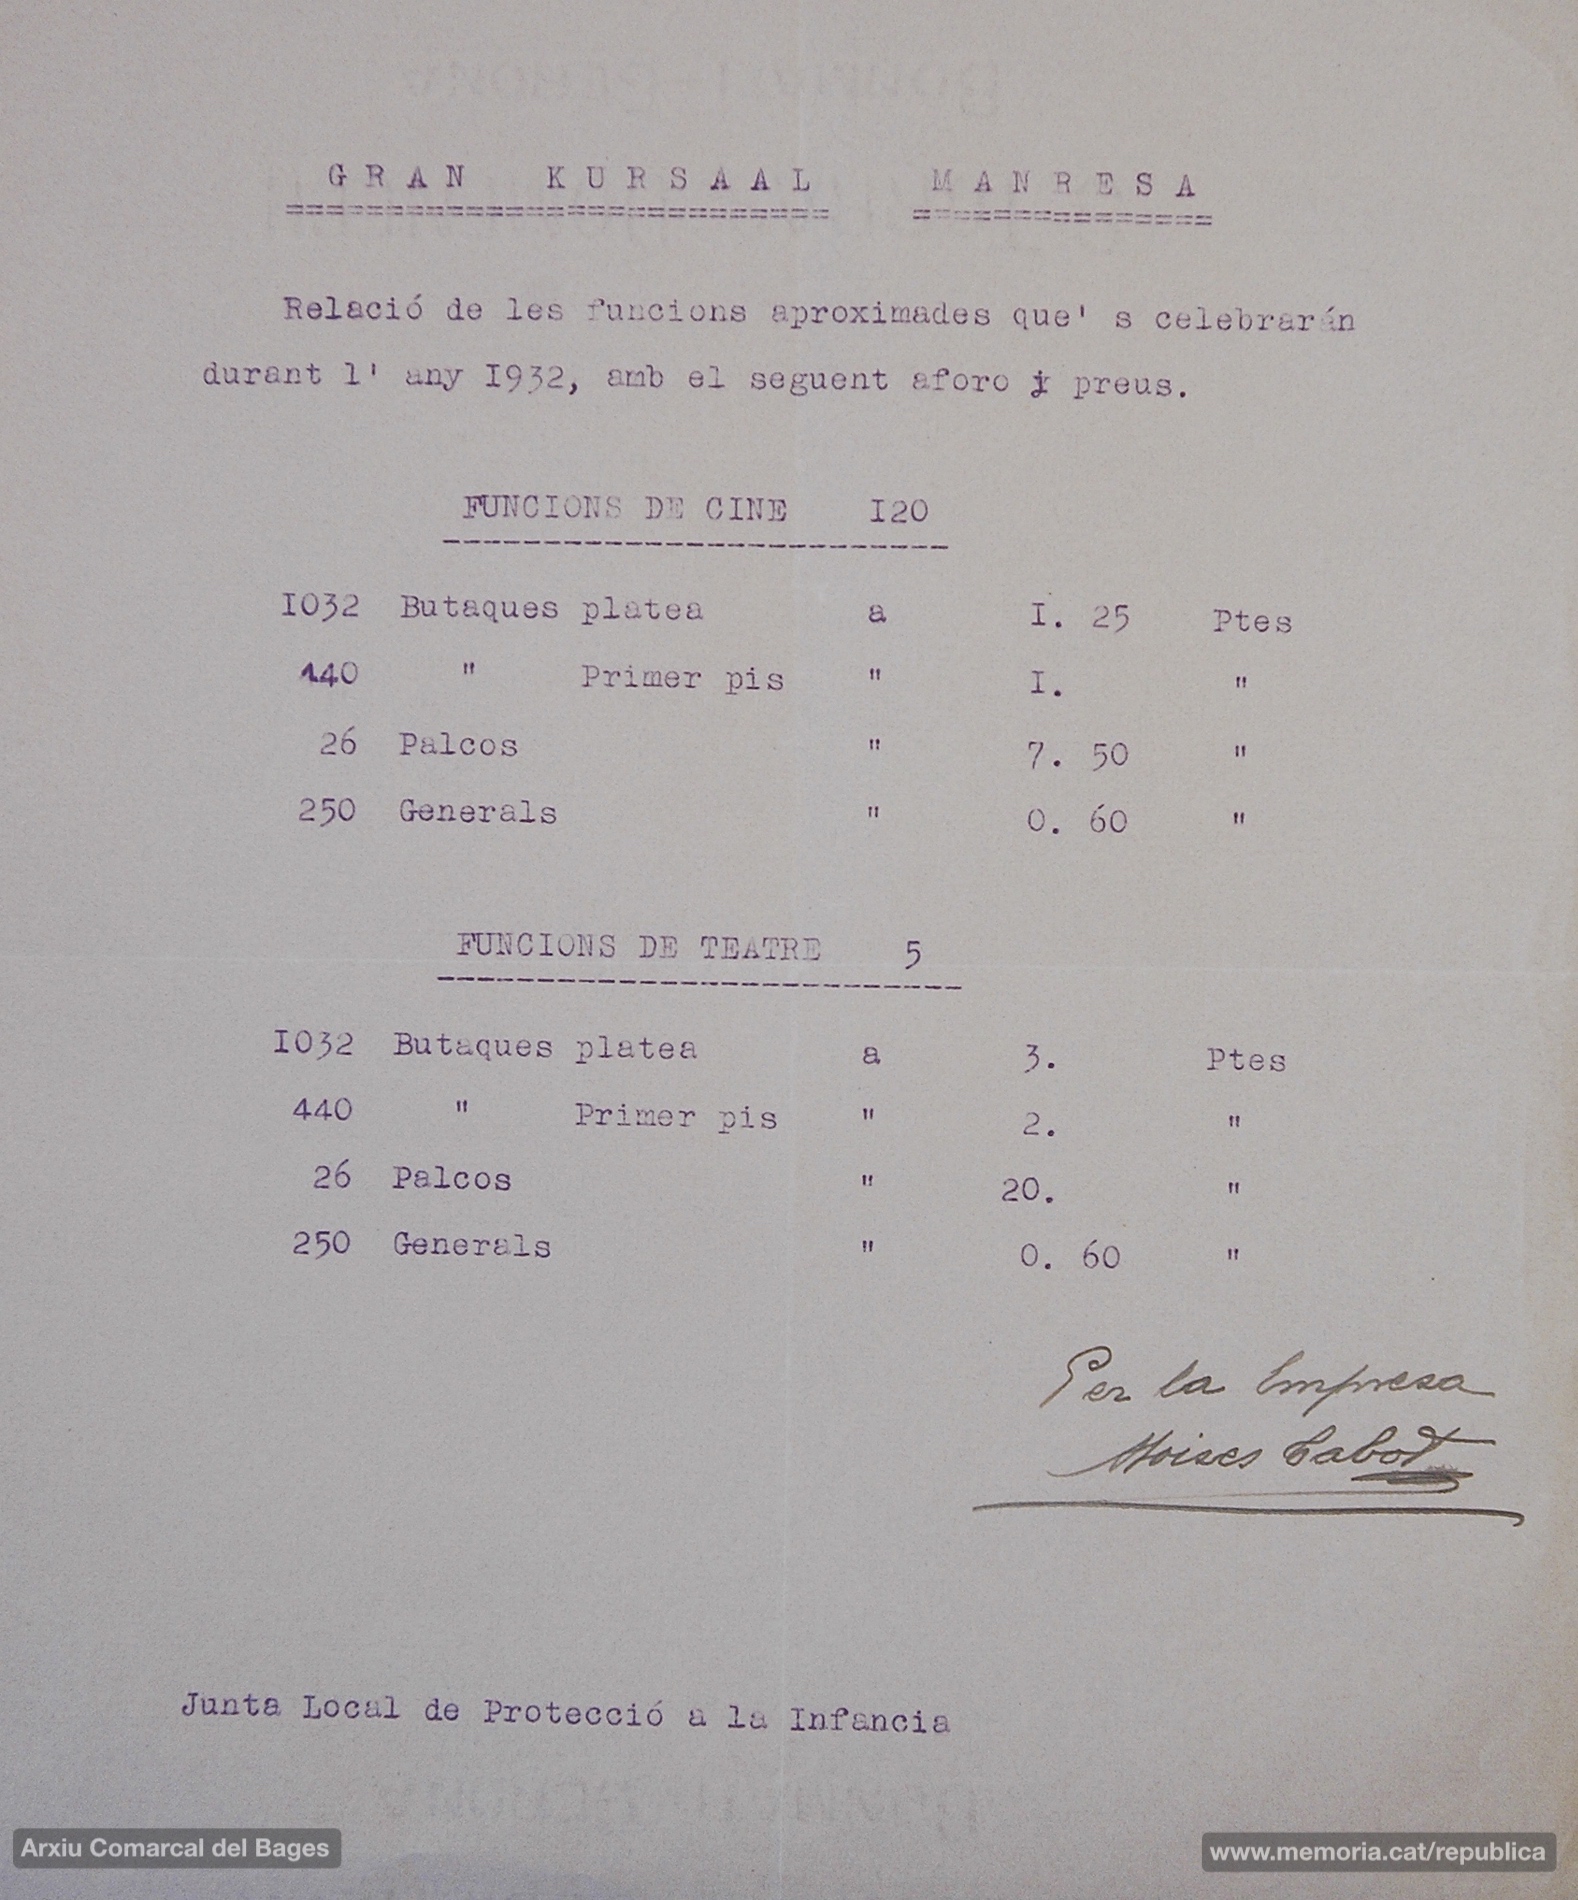 GRAN KURSAAL MANRESA
Relació de les funcions aproximades que' s celebrarán
durant l' any I932, amb el seguent aforo i preus.
FUNCIONS DE CINE I20
I032 Butaques platea a I. 25 Ptes
440 " Primer pis " I. "
26 Palcos " 7. 50 "
250 Generals " 0. 60 "
FUNCIONS DE TEATRE 5
I032 Butaques platea a 3. Ptes
440 " Primer pis " 2. "
26 Palcos " 20. "
250 Generals " 0. 60 "
Per la Empresa
Moises Tabot
Junta Local de Protecció a la Infancia
Arxiu Comarcal del Bages
www.memoria.cat/republica